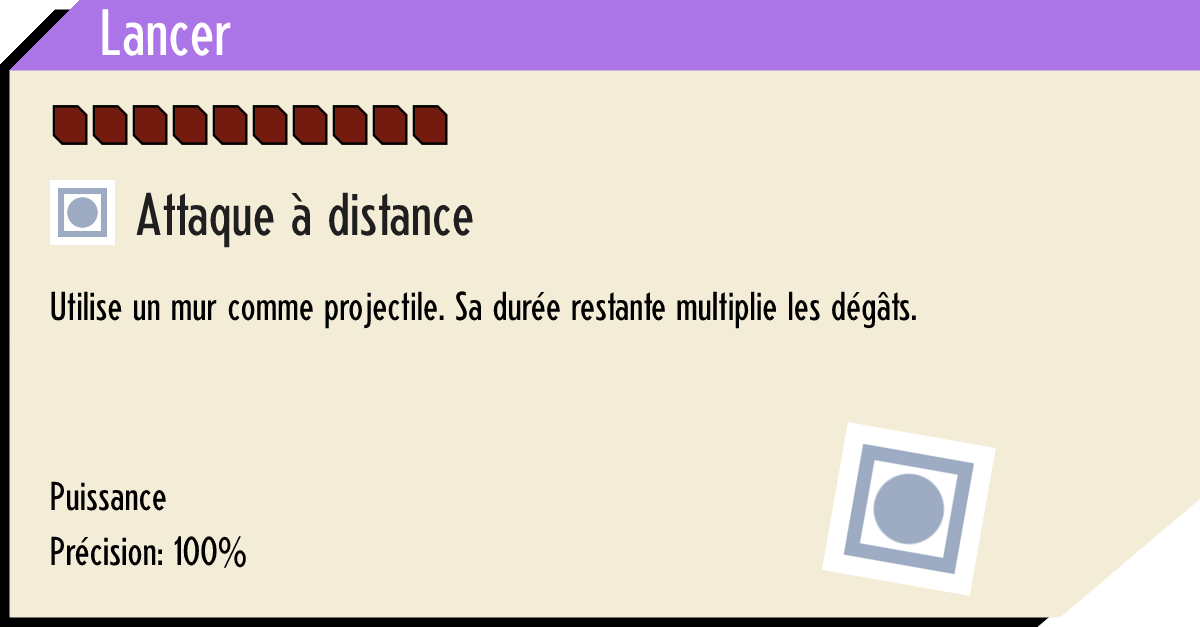 Lancer
Attaque à distance
Utilise un mur comme projectile. Sa durée restante multiplie les dégâts.
Puissance
Précision: 100%